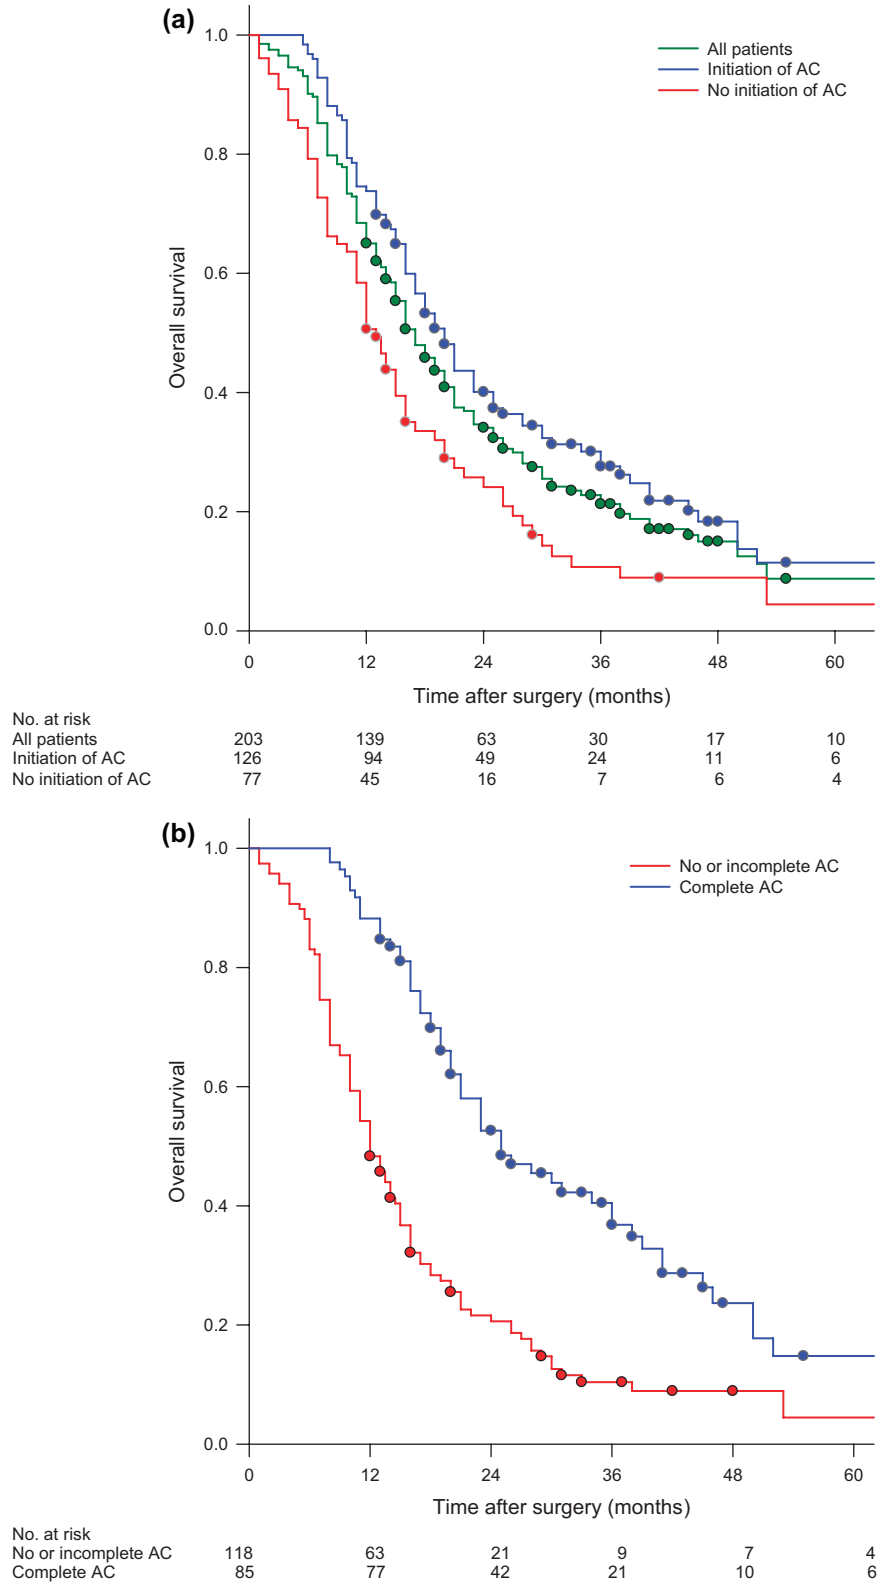 (a)
1.0
0.8
0.6
0.4
0.2
0.0
Overall survival
All patients
Initiation of AC
No initiation of AC
0 12 24 36 48 60
Time after surgery (months)
No. at risk
All patients 203 139 63 30 17 10
Initiation of AC 126 94 49 24 11 6
No initiation of AC 77 45 16 7 6 4
(b)
1.0
0.8
0.6
0.4
0.2
0.0
Overall survival
No or incomplete AC
Complete AC
0 12 24 36 48 60
Time after surgery (months)
No. at risk
No or incomplete AC 118 63 21 9 7 4
Complete AC 85 77 42 21 10 6